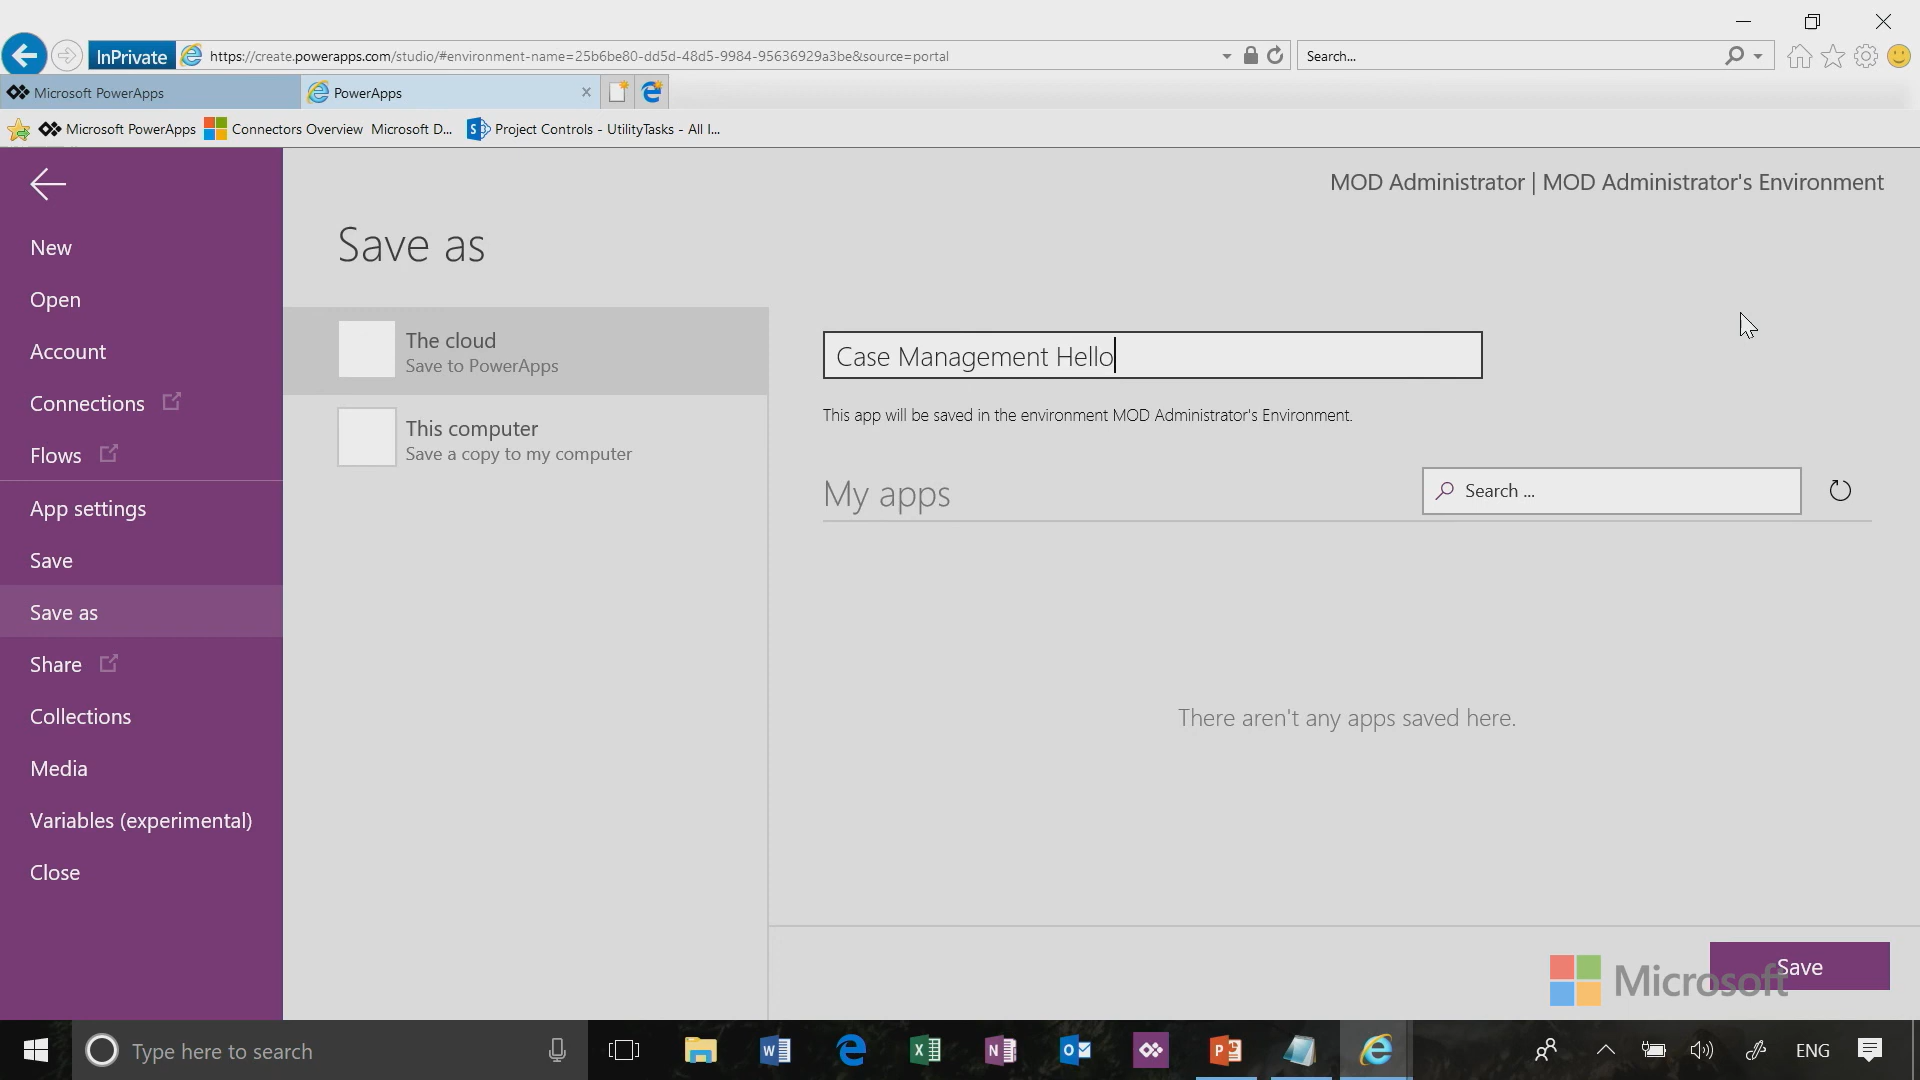 InPrivate
https://create.powerapps.com/studio/#environment-name=25b6be80-dd5d-48d5-9984-95636929a3be&source=portal
Search...
Microsoft PowerApps
PowerApps
Microsoft PowerApps
Connectors Overview
Microsoft D...
Project Controls - UtilityTasks - All I...
MOD Administrator | MOD Administrator's Environment
New
Open
Account
Connections
Flows
App settings
Save
Save as
Share
Collections
Media
Variables (experimental)
Close
Save as
The cloud
Save to PowerApps
This computer
Save a copy to my computer
Case Management Hello
This app will be saved in the environment MOD Administrator's Environment.
My apps
Search ...
There aren't any apps saved here.
Save
Microsoft
Type here to search
ENG